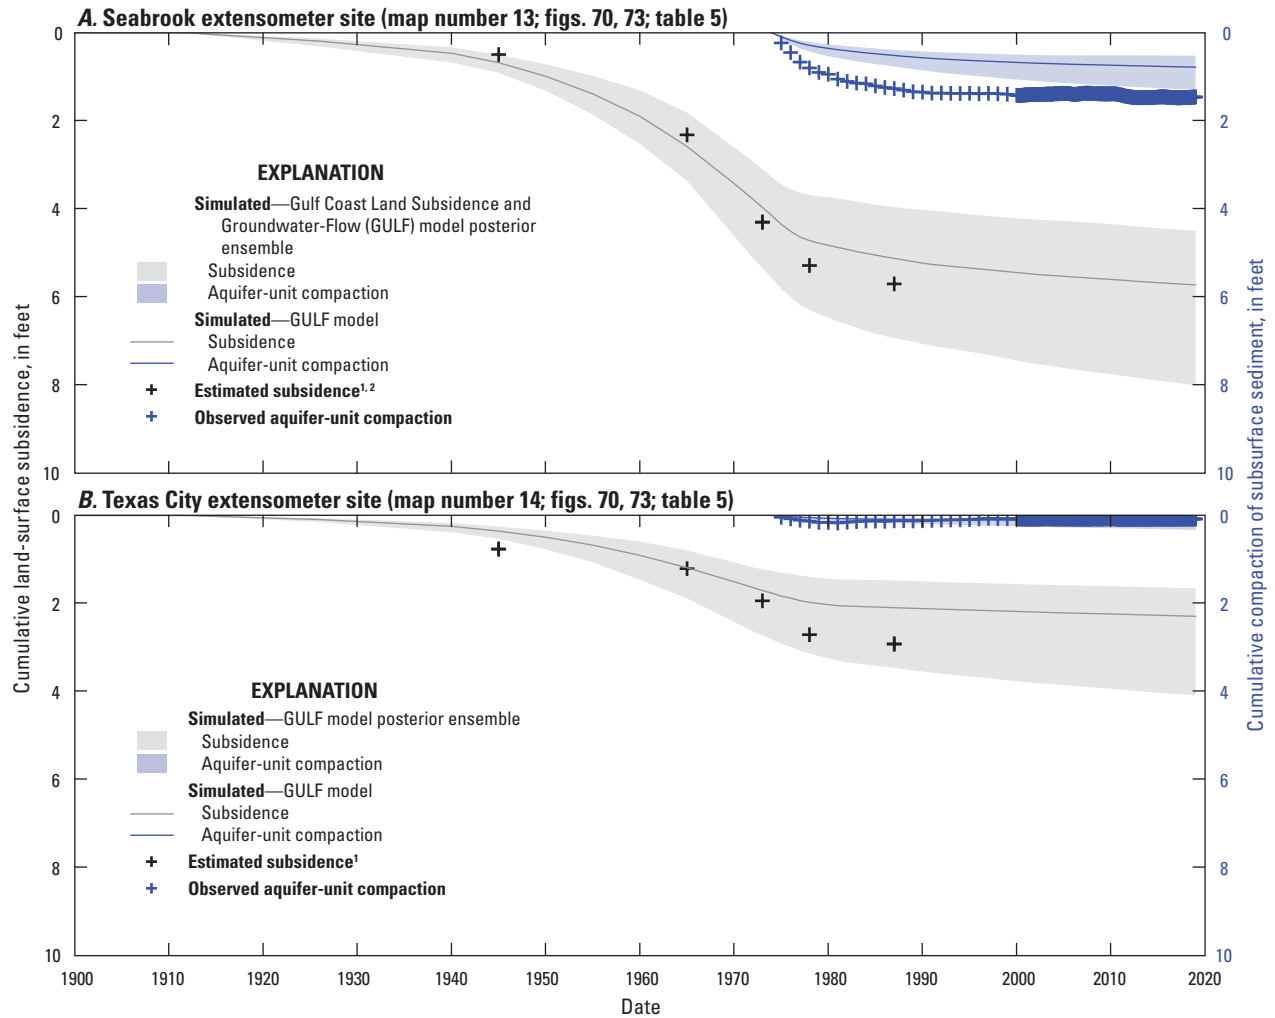 A. Seabrook extensometer site (map number 13; figs. 70, 73; table 5)
0
2
4
6
8
10
0
2
4
6
8
10
EXPLANATION
Simulated—Gulf Coast Land Subsidence and
Groundwater-Flow (GULF) model posterior
ensemble
Subsidence
Aquifer-unit compaction
Simulated—GULF model
Subsidence
Aquifer-unit compaction
Estimated subsidence¹,²
Observed aquifer-unit compaction
Cumulative land-surface subsidence, in feet
Cumulative compaction of subsurface sediment, in feet
B. Texas City extensometer site (map number 14; figs. 70, 73; table 5)
0
2
4
6
8
10
0
2
4
6
8
10
EXPLANATION
Simulated—GULF model posterior ensemble
Subsidence
Aquifer-unit compaction
Simulated—GULF model
Subsidence
Aquifer-unit compaction
Estimated subsidence¹
Observed aquifer-unit compaction
1900 1910 1920 1930 1940 1950 1960 1970 1980 1990 2000 2010 2020
Date